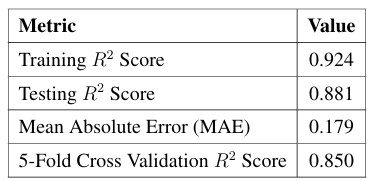 Metric Value
Training R² Score 0.924
Testing R² Score 0.881
Mean Absolute Error (MAE) 0.179
5-Fold Cross Validation R² Score 0.850